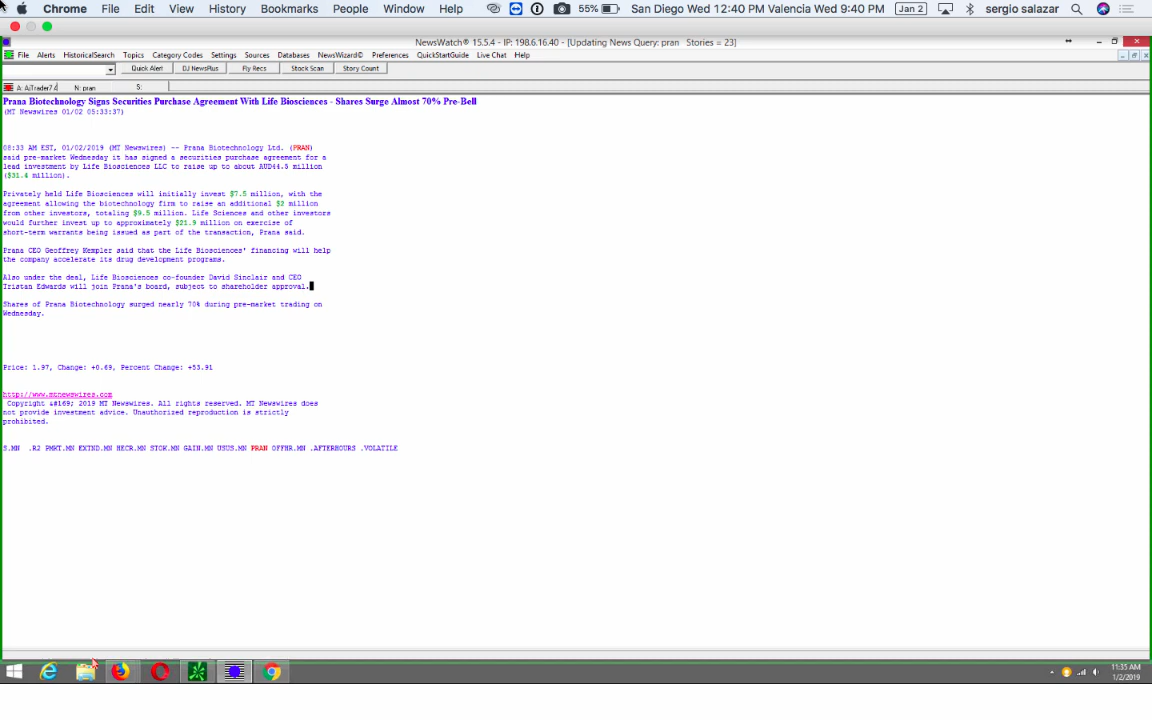 Chrome File Edit View History Bookmarks People Window Help 55% San Diego Wed 12:40 PM Valencia Wed 9:40 PM Jan 2 sergio salazar
NewsWatch® 15.5.4 - IP: 198.6.16.40 - [Updating News Query: pran Stories = 23]
File Alerts HistoricalSearch Topics Category Codes Settings Sources Databases NewsWizard© Preferences QuickStartGuide Live Chat Help
Quick Alert DJ NewsPlus Fly Recs Stock Scan Story Count
N: pran S:
Prana Biotechnology Signs Securities Purchase Agreement With Life Biosciences - Shares Surge Almost 70% Pre-Bell
(MT Newswires 01/02 05:33:37)
08:33 AM EST, 01/02/2019 (MT Newswires) -- Prana Biotechnology Ltd. (PRAN)
said pre-market Wednesday it has signed a securities purchase agreement for a
lead investment by Life Biosciences LLC to raise up to about AUD44.5 million
($31.4 million).
Privately held Life Biosciences will initially invest $7.5 million, with the
agreement allowing the biotechnology firm to raise an additional $2 million
from other investors, totaling $9.5 million. Life Sciences and other investors
would further invest up to approximately $21.9 million on exercise of
short-term warrants being issued as part of the transaction, Prana said.
Prana CEO Geoffrey Kempler said that the Life Biosciences' financing will help
the company accelerate its drug development programs.
Also under the deal, Life Biosciences co-founder David Sinclair and CEO
Tristan Edwards will join Prana's board, subject to shareholder approval.
Shares of Prana Biotechnology surged nearly 70% during pre-market trading on
Wednesday.
Price: 1.97, Change: +0.69, Percent Change: +53.91
http://www.mtnewswires.com
Copyright &#169; 2019 MT Newswires. All rights reserved. MT Newswires does
not provide investment advice. Unauthorized reproduction is strictly
prohibited.
S.MN .R2 PMKT.MN EXTND.MN HECR.MN STOK.MN GAIN.MN USUS.MN PRAN OFFHR.MN .AFTERHOURS .VOLATILE
11:35 AM
1/2/2019